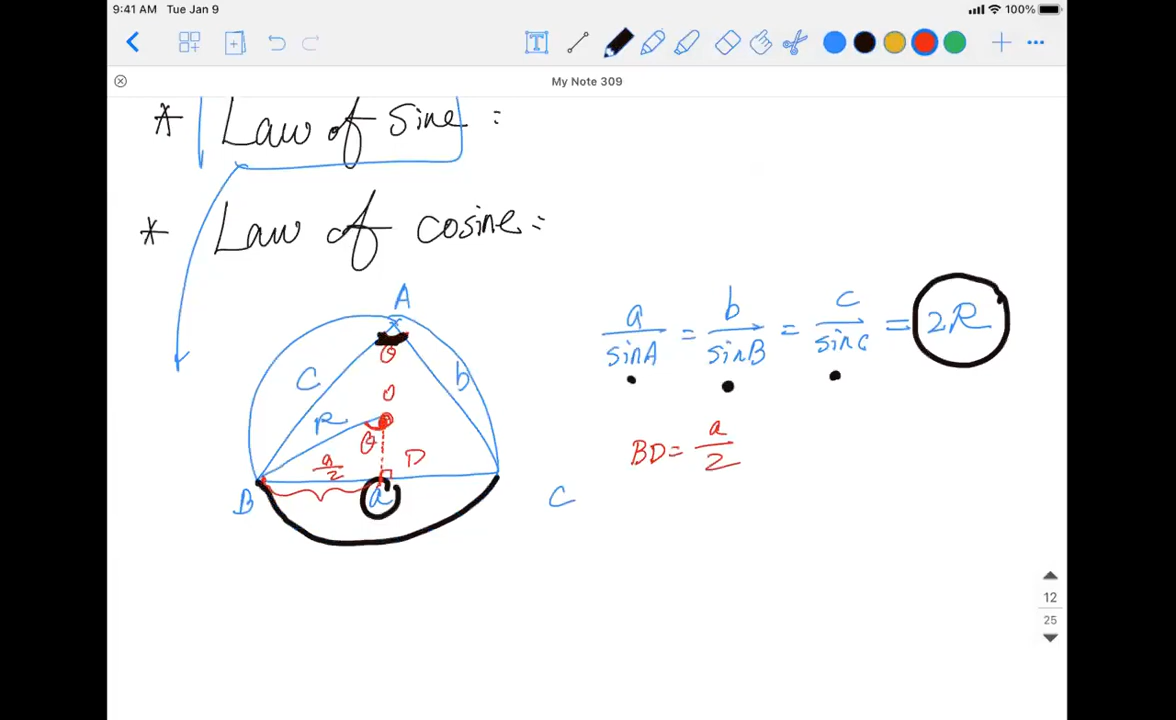 9:41 AM Tue Jan 9
100%
My Note 309
* Law of Sine :
* Law of cosine =
A
a/sinA = b/sinB = c/sinC = 2R
θ
C
b
O
R
θ
BD = a/2
a/2
D
B
a
C
12
25